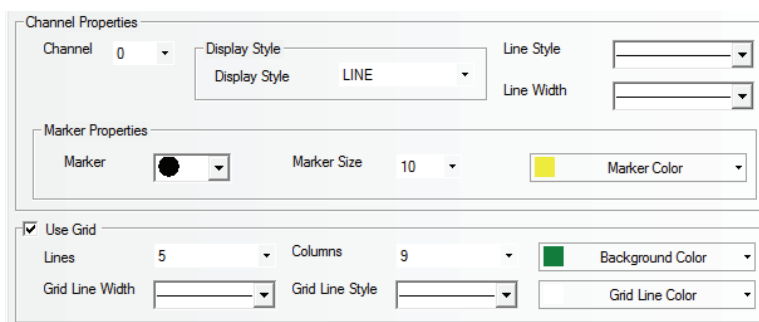 Channel Properties
Channel 0
Display Style
Display Style LINE
Line Style
Line Width
Marker Properties
Marker
Marker Size 10
Marker Color
Use Grid
Lines 5
Columns 9
Background Color
Grid Line Width
Grid Line Style
Grid Line Color